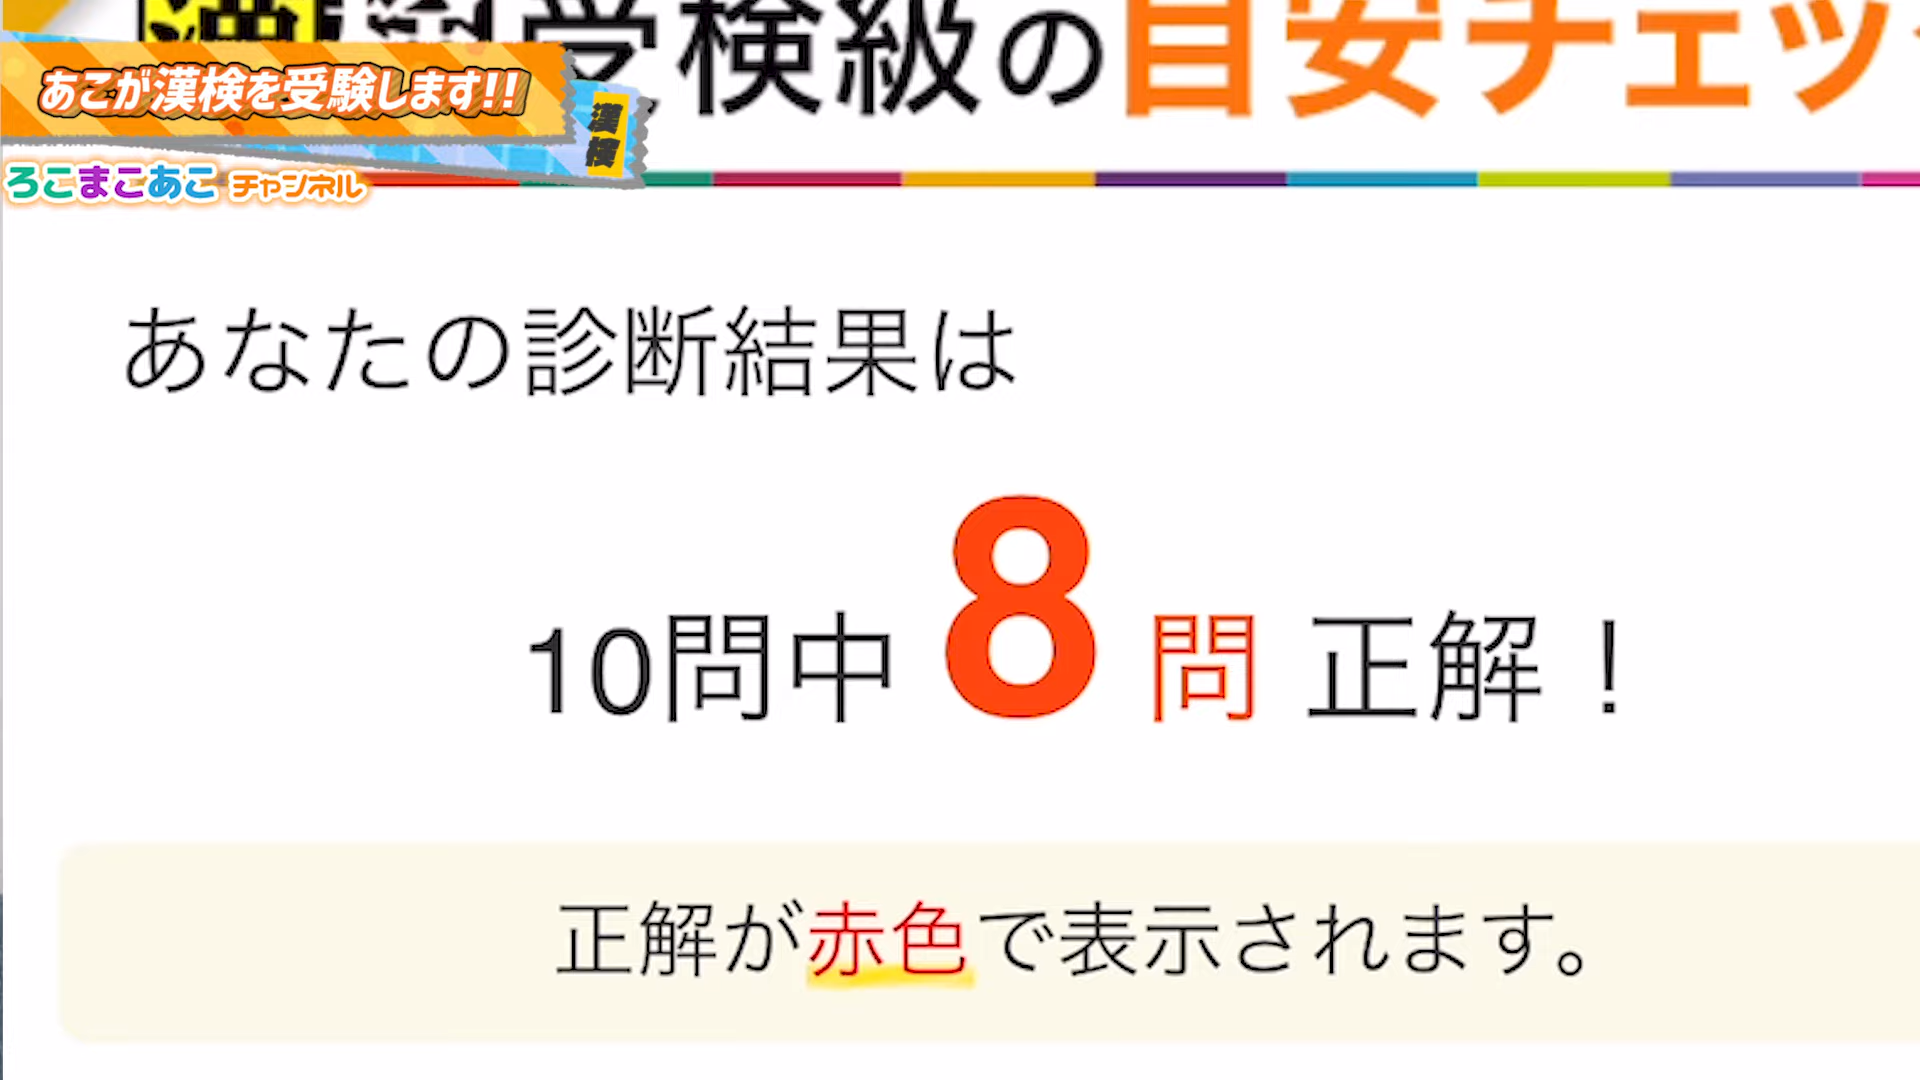 受検級の目安チェッ
あこが漢検を受験します!!
漢検
ろこまこあこ チャンネル
あなたの診断結果は
10問中 8 問 正解！
正解が赤色で表示されます。